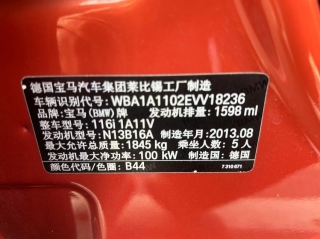 德国宝马汽车集团莱比锡工厂制造
车辆识别代号: WBA1A1102EVV18236
品牌: 宝马(BMW)牌 发动机排量: 1598 ml
整车型号: 116i 1A11V
发动机型号: N13B16A 制造年月: 2013.08
最大允许总质量: 1845 kg 乘坐人数: 5 人
发动机最大净功率: 100 kW 制造国: 德国
颜色代码/色圈: B44
7 310 671